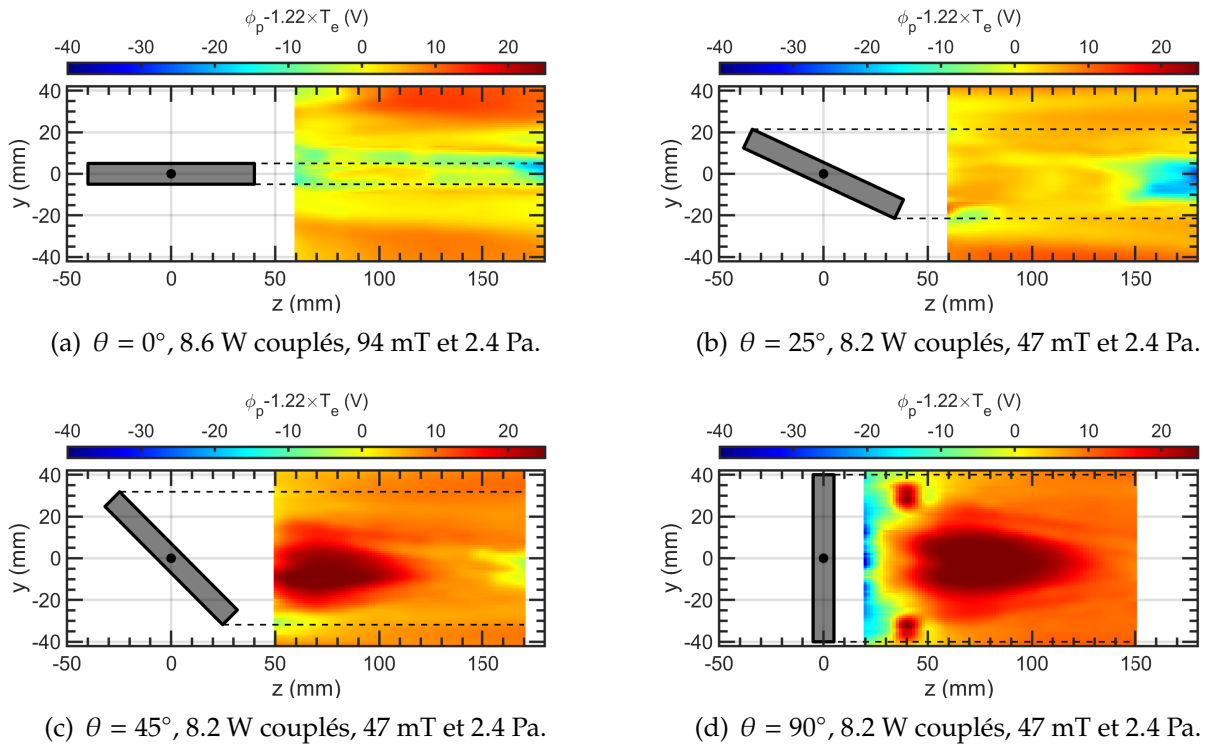 ϕp-1.22×Te (V)
-40 -30 -20 -10 0 10 20
40
20
0
-20
-40
y (mm)
-50 0 50 100 150
z (mm)
(a) θ = 0°, 8.6 W couplés, 94 mT et 2.4 Pa.
ϕp-1.22×Te (V)
-40 -30 -20 -10 0 10 20
40
20
0
-20
-40
y (mm)
-50 0 50 100 150
z (mm)
(b) θ = 25°, 8.2 W couplés, 47 mT et 2.4 Pa.
ϕp-1.22×Te (V)
-40 -30 -20 -10 0 10 20
40
20
0
-20
-40
y (mm)
-50 0 50 100 150
z (mm)
(c) θ = 45°, 8.2 W couplés, 47 mT et 2.4 Pa.
ϕp-1.22×Te (V)
-40 -30 -20 -10 0 10 20
40
20
0
-20
-40
y (mm)
-50 0 50 100 150
z (mm)
(d) θ = 90°, 8.2 W couplés, 47 mT et 2.4 Pa.